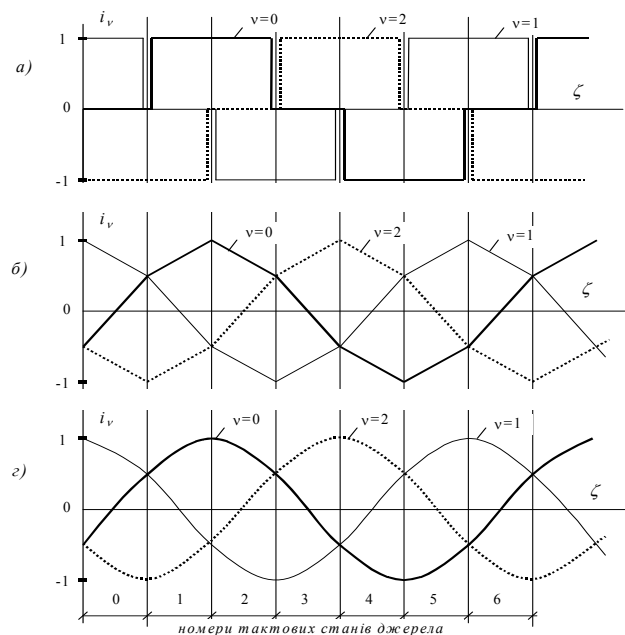 iν
ν=0
ν=2
ν=1
1
а)
0
ζ
-1
iν
ν=0
ν=2
ν=1
1
б)
0
ζ
-1
iν
ν=0
ν=2
ν=1
1
г)
0
ζ
-1
0 1 2 3 4 5 6
номери тактових станів джерела